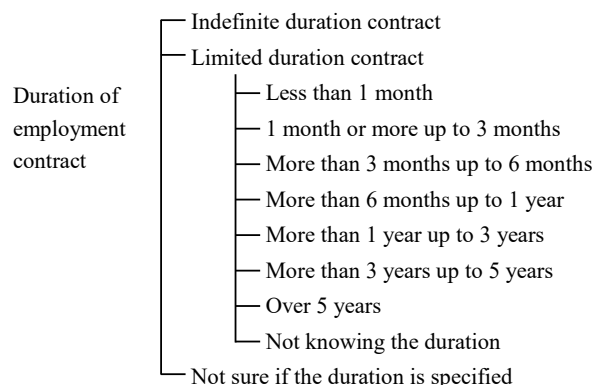 Duration of
employment
contract
Indefinite duration contract
Limited duration contract
Less than 1 month
1 month or more up to 3 months
More than 3 months up to 6 months
More than 6 months up to 1 year
More than 1 year up to 3 years
More than 3 years up to 5 years
Over 5 years
Not knowing the duration
Not sure if the duration is specified